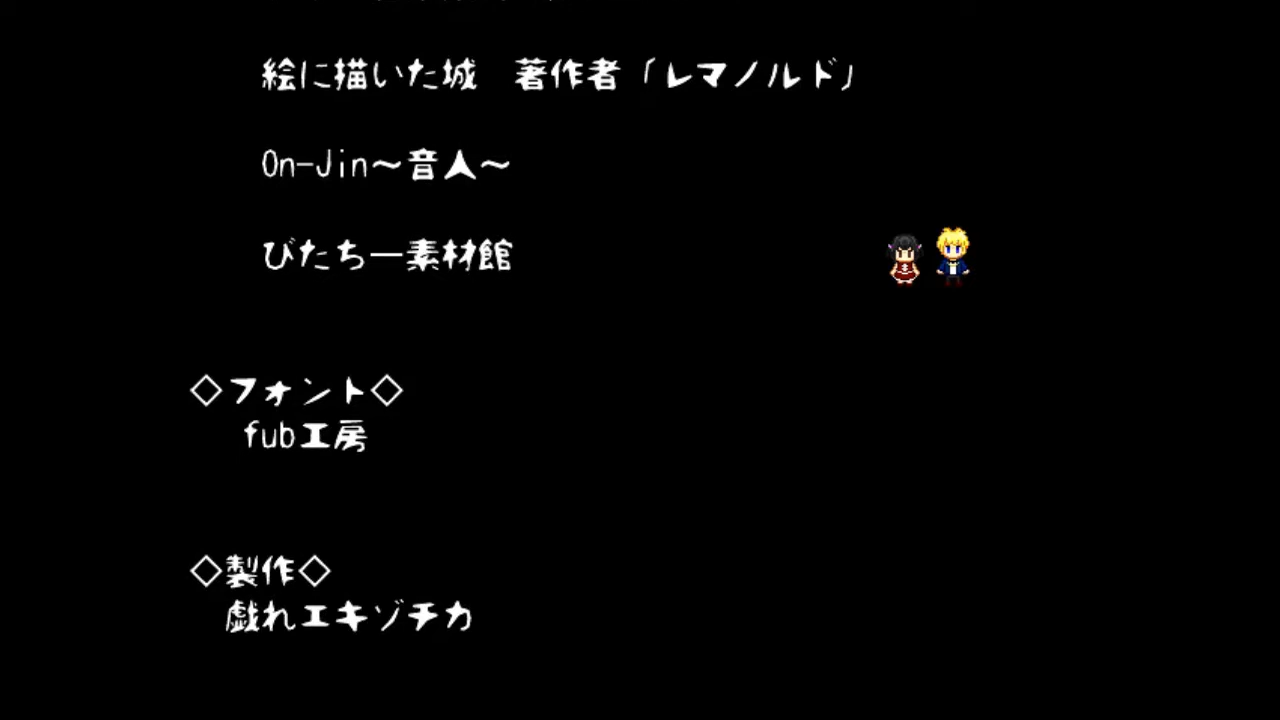 絵に描いた城 著作者「レマノルド」
On-Jin～音人～
びたちー素材館
◇フォント◇
fub工房
◇製作◇
戯れエキゾチカ